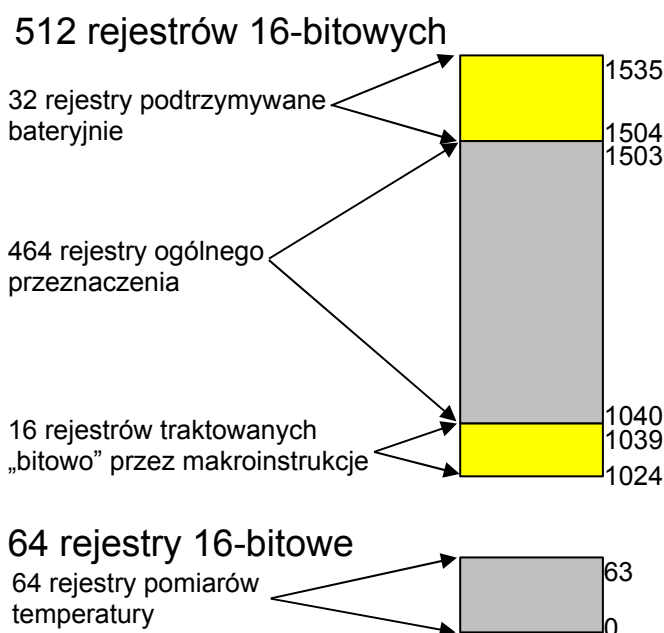 512 rejestrów 16-bitowych
1535
32 rejestry podtrzymywane
bateryjnie
1504
1503
464 rejestry ogólnego
przeznaczenia
1040
16 rejestrów traktowanych
1039
„bitowo” przez makroinstrukcje
1024
64 rejestry 16-bitowe
64 rejestry pomiarów
temperatury
63
0